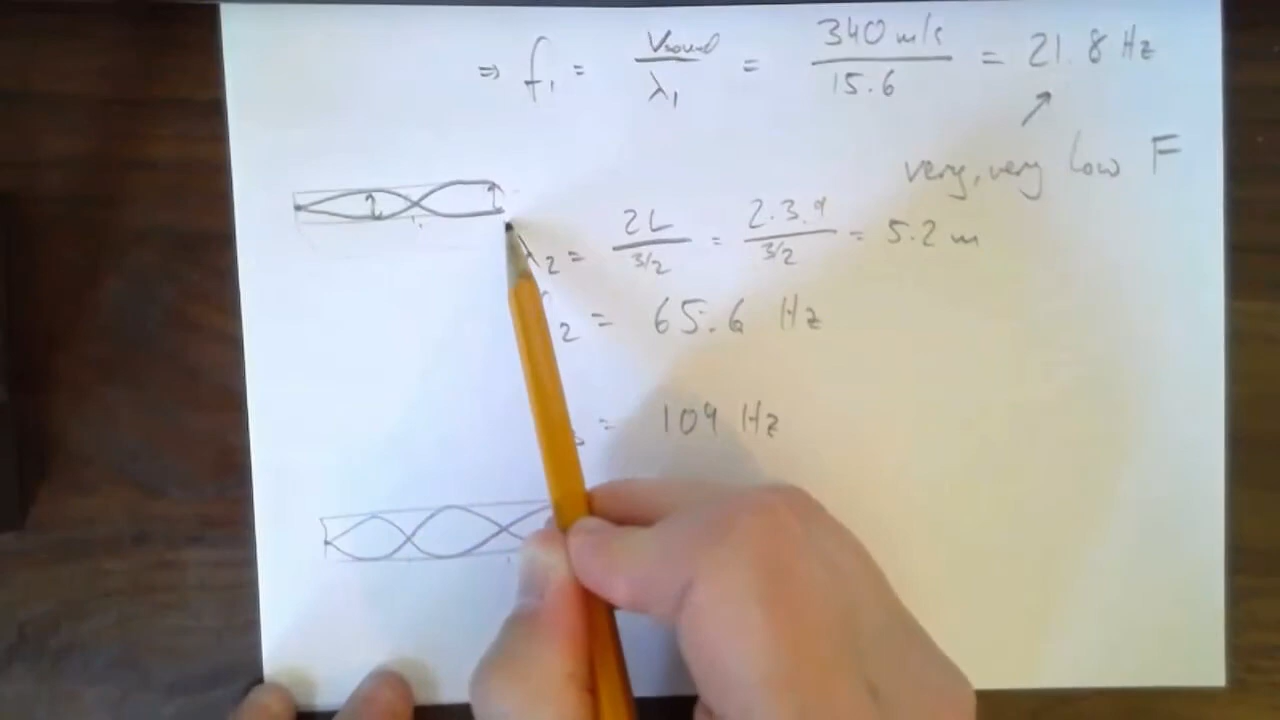 ⇒ f₁ = Vsound / λ₁ = 340 m/s / 15.6 = 21.8 Hz
very, very low F
λ₂ = 2L / 3/2 = 2·3.9 / 3/2 = 5.2 m
₂ = 65.6 Hz
= 109 Hz